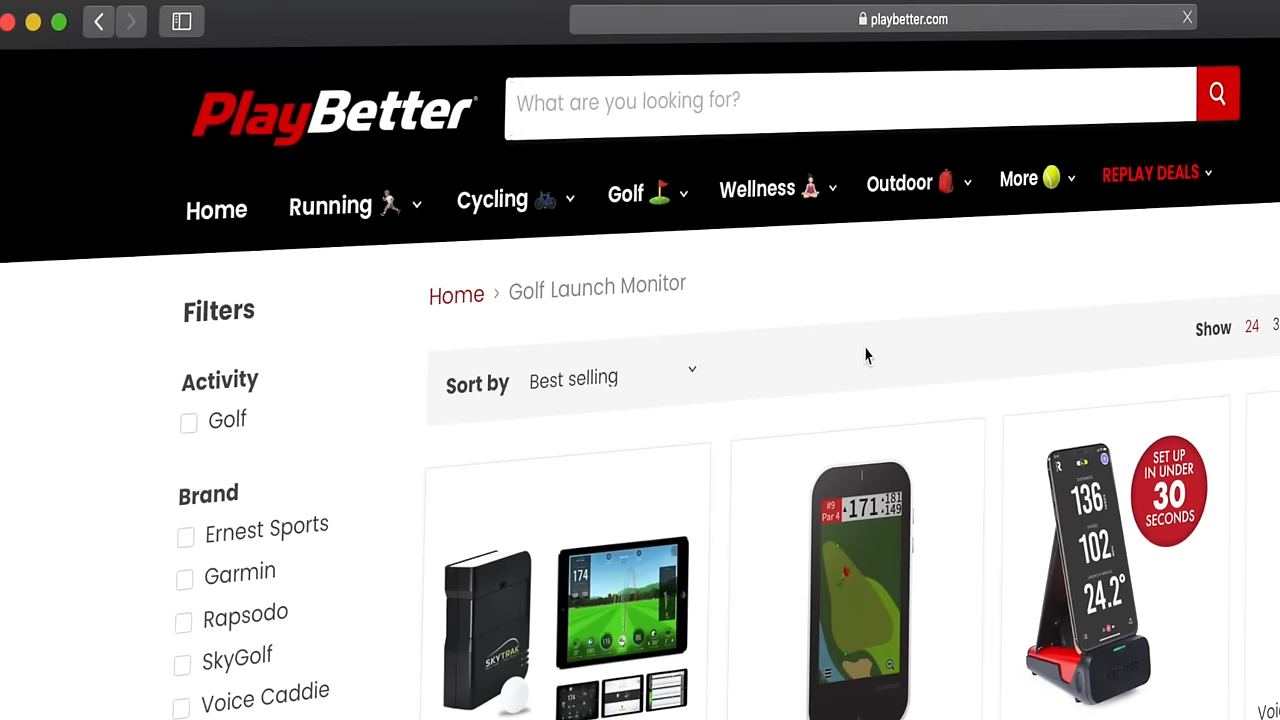 playbetter.com
X
PlayBetter
What are you looking for?
Home Running Cycling Golf Wellness Outdoor More REPLAY DEALS
Filters
Home › Golf Launch Monitor
Show 24 3
Sort by Best selling
Activity
Golf
Brand
Ernest Sports
Garmin
Rapsodo
SkyGolf
Voice Caddie
174
SKYTRAK
#9
Par 4
171
181
149
R
136
102
24.2°
SET UP
IN UNDER
30
SECONDS
Voi